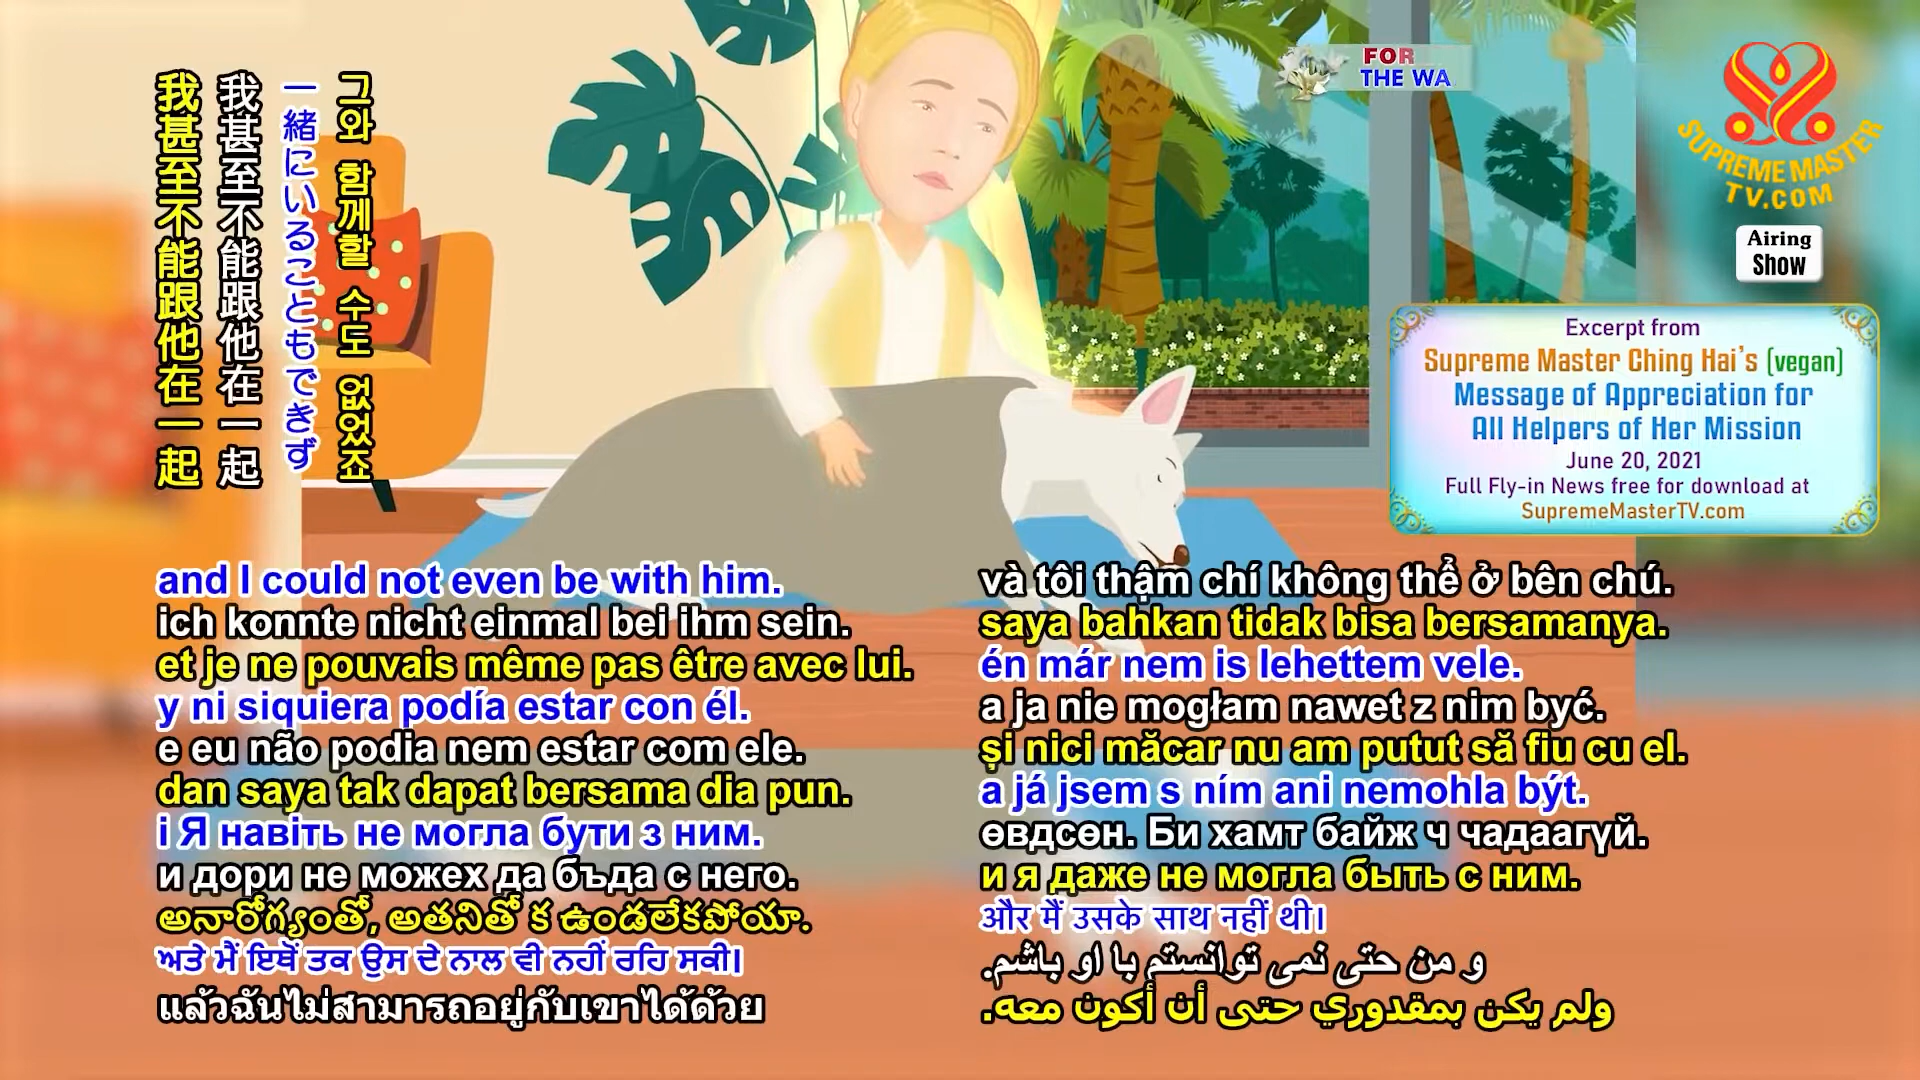 我甚至不能跟他在一起
我甚至不能跟他在一起
一緒にいることもできず
그와 함께할 수도 없었죠
FOR
THE WA
SUPREME MASTER
TV.COM
Airing
Show
Excerpt from
Supreme Master Ching Hai's (vegan)
Message of Appreciation for
All Helpers of Her Mission
June 20, 2021
Full Fly-in News free for download at
SupremeMasterTV.com
and I could not even be with him.
ich konnte nicht einmal bei ihm sein.
et je ne pouvais même pas être avec lui.
y ni siquiera podía estar con él.
e eu não podia nem estar com ele.
dan saya tak dapat bersama dia pun.
і Я навіть не могла бути з ним.
и дори не можех да бъда с него.
అనారోగ్యంతో, అతనితో క ఉండలేకపోయా.
ਅਤੇ ਮੈਂ ਇਥੋਂ ਤਕ ਉਸ ਦੇ ਨਾਲ ਵੀ ਨਹੀਂ ਰਹਿ ਸਕੀ।
แล้วฉันไม่สามารถอยู่กับเขาได้ด้วย
và tôi thậm chí không thể ở bên chú.
saya bahkan tidak bisa bersamanya.
én már nem is lehettem vele.
a ja nie mogłam nawet z nim być.
și nici măcar nu am putut să fiu cu el.
a já jsem s ním ani nemohla být.
өвдсөн. Би хамт байж ч чадаагүй.
и я даже не могла быть с ним.
और मैं उसके साथ नहीं थी।
و من حتی نمی توانستم با او باشم.
ولم يكن بمقدوري حتى أن أكون معه.